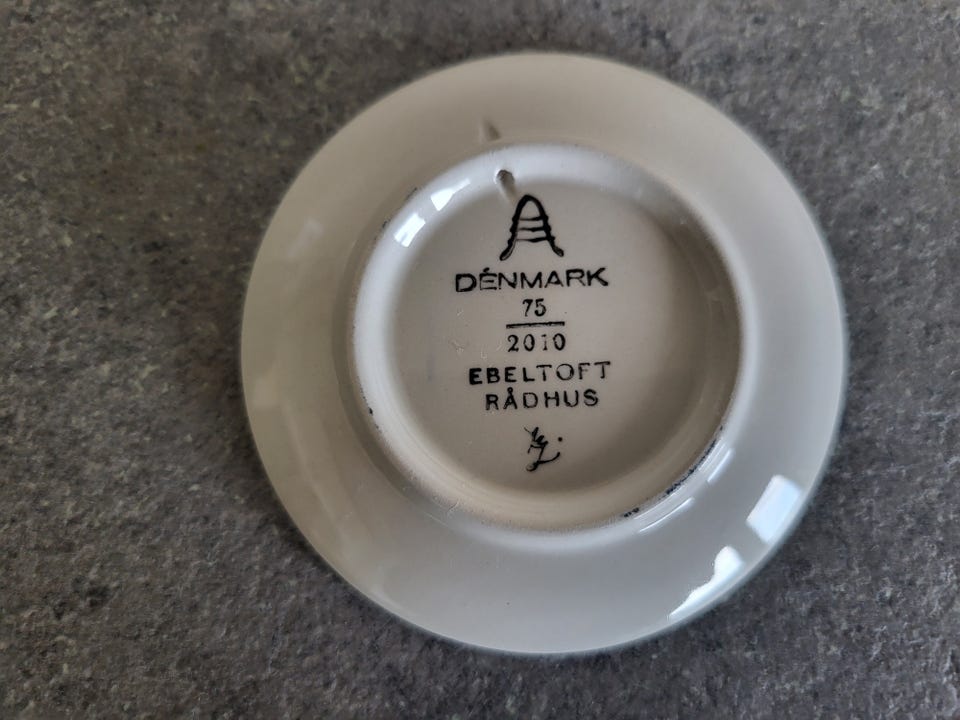 DENMARK
75
2010
EBELTOFT
RÅDHUS